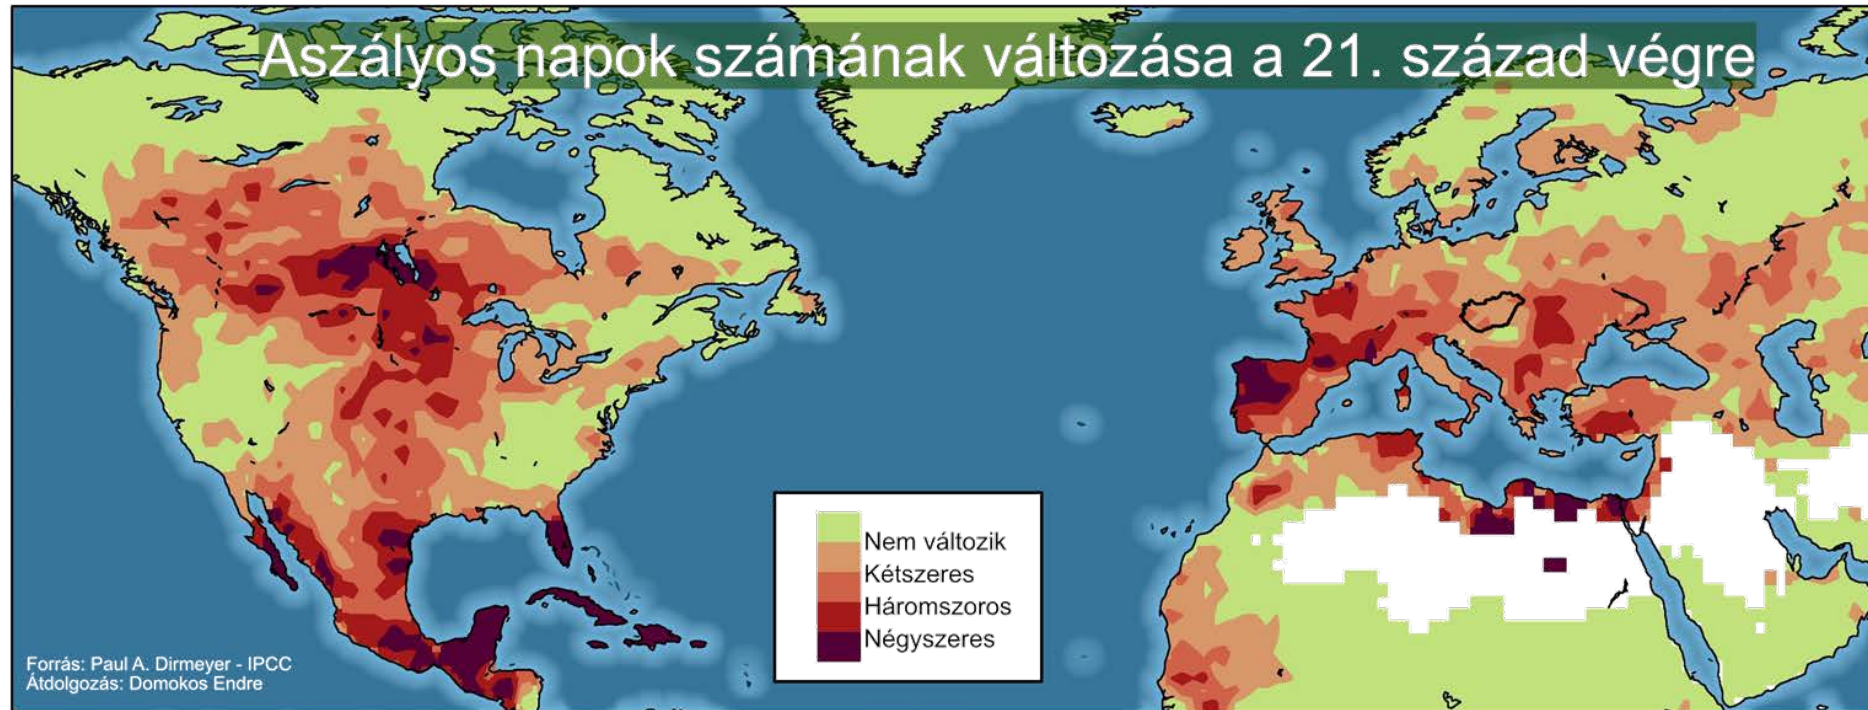 Aszályos napok számának változása a 21. század végre
Nem változik
Kétszeres
Háromszoros
Négyszeres
Forrás: Paul A. Dirmeyer - IPCC
Átdolgozás: Domokos Endre